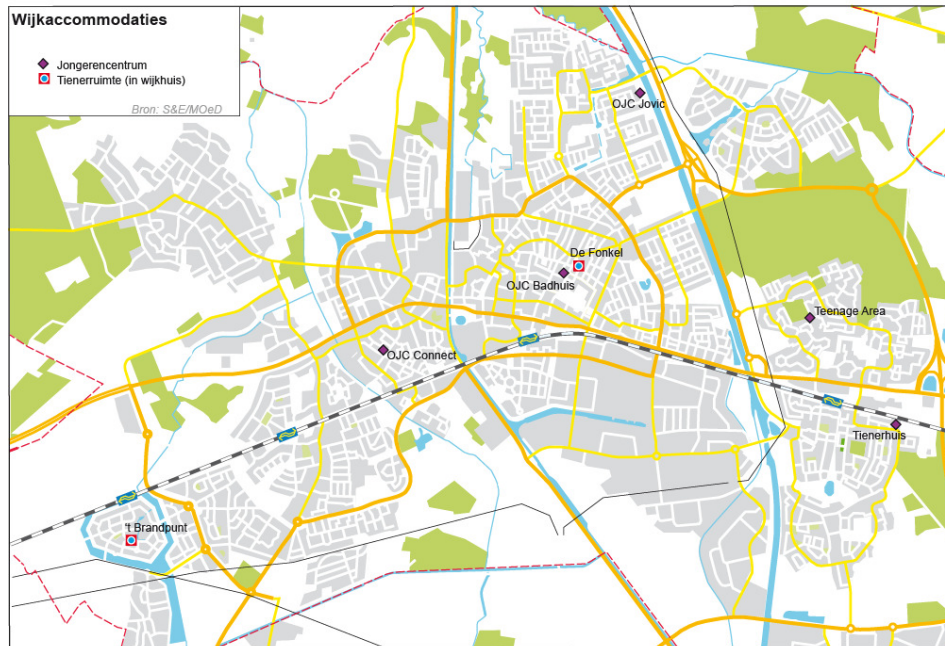 Wijkaccommodaties
Jongerencentrum
Tienerruimte (in wijkhuis)
Bron: S&E/MOeD
OJC Jovic
De Fonkel
OJC Badhuis
Teenage Area
OJC Connect
Tienerhuis
't Brandpunt